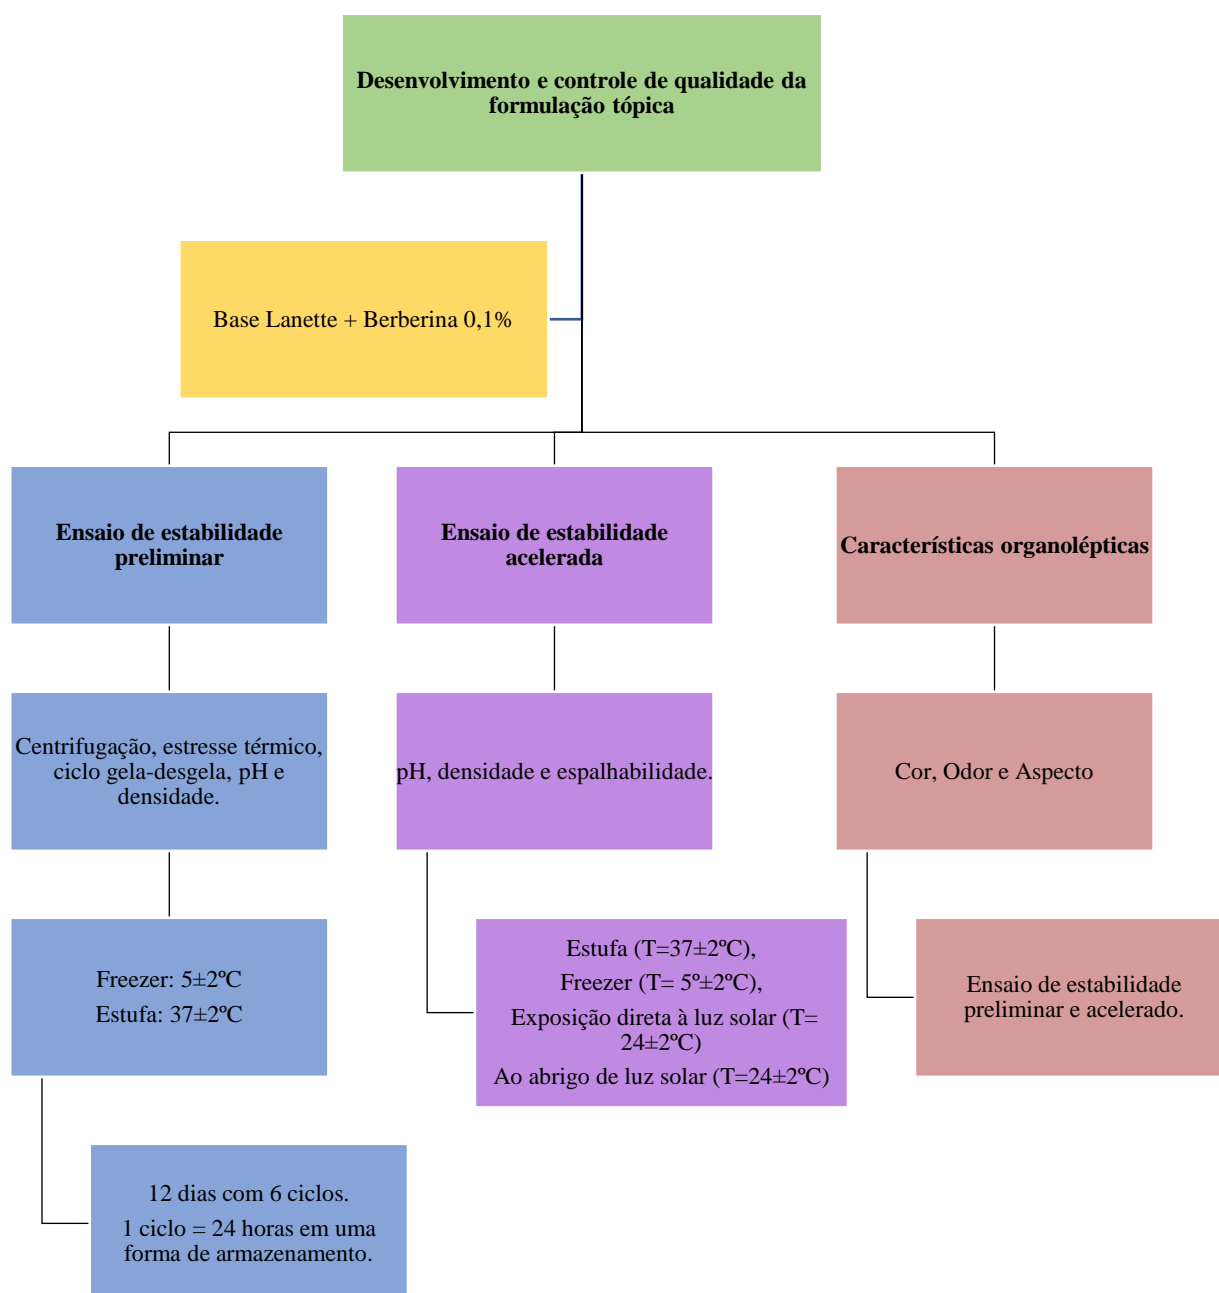 Desenvolvimento e controle de qualidade da
formulação tópica
Base Lanette + Berberina 0,1%
Ensaio de estabilidade
preliminar
Ensaio de estabilidade
acelerada
Características organolépticas
Centrifugação, estresse térmico,
ciclo gela-desgela, pH e
densidade.
pH, densidade e espalhabilidade.
Cor, Odor e Aspecto
Freezer: 5±2ºC
Estufa: 37±2ºC
Estufa (T=37±2ºC),
Freezer (T= 5º±2ºC),
Exposição direta à luz solar (T=
24±2ºC)
Ao abrigo de luz solar (T=24±2ºC)
Ensaio de estabilidade
preliminar e acelerado.
12 dias com 6 ciclos.
1 ciclo = 24 horas em uma
forma de armazenamento.